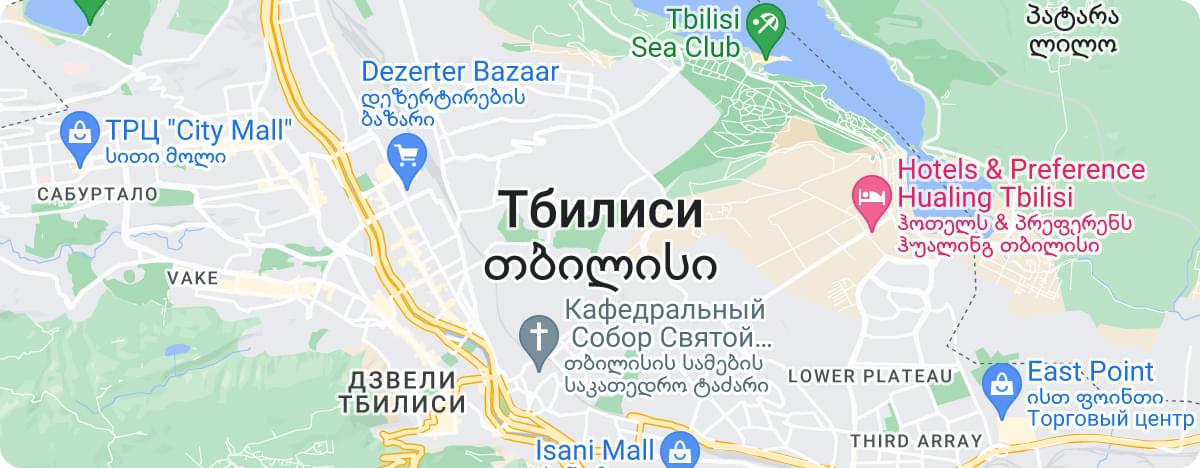 Tbilisi
Sea Club
პატარა
ლილო
Dezerter Bazaar
დეზერტირების
ბაზარი
ТРЦ "City Mall"
სითი მოლი
САБУРТАЛО
Hotels & Preference
Hualing Tbilisi
ჰოთელს & პრეფერენს
ჰუალინგ თბილისი
Тбилиси
თბილისი
VAKE
Кафедральный
Собор Святой...
თბილისის სამების
საკათედრო ტაძარი
ДЗВЕЛИ
ТБИЛИСИ
LOWER PLATEAU
East Point
ისთ ფოინთი
Торговый центр
THIRD ARRAY
Isani Mall